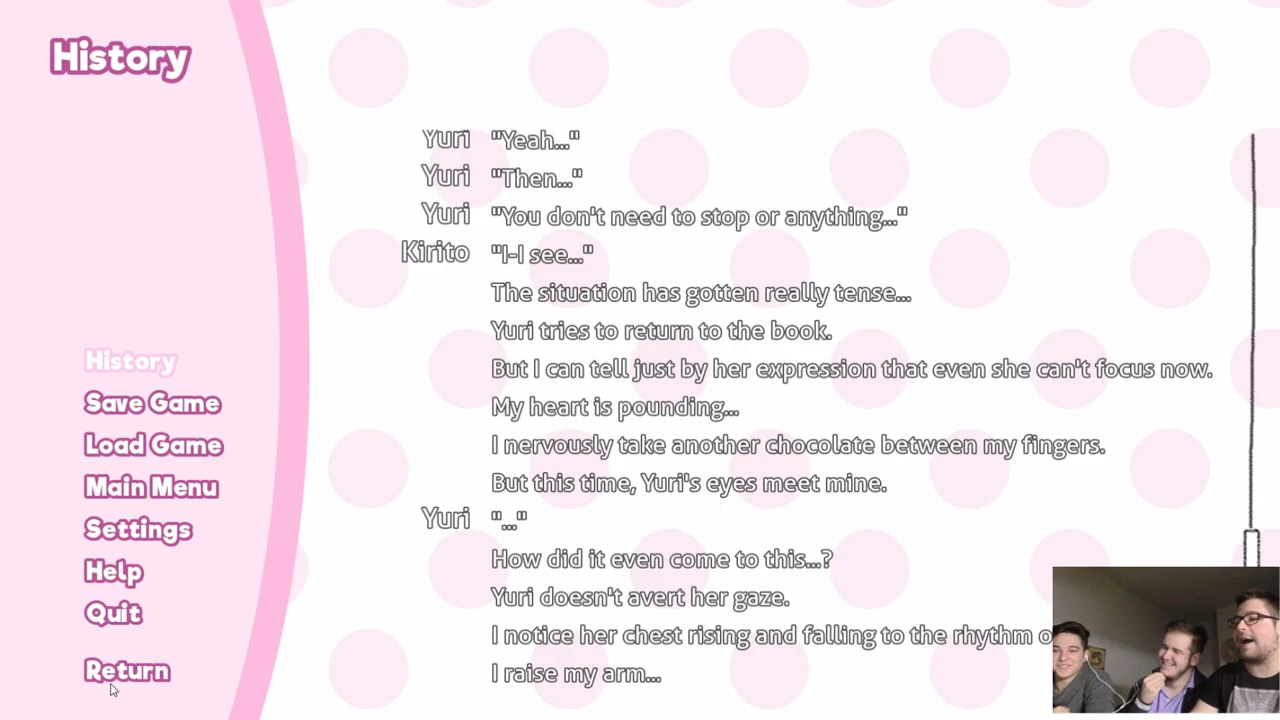 History
Yuri "Yeah..."
Yuri "Then..."
Yuri "You don't need to stop or anything..."
Kirito "I-I see..."
The situation has gotten really tense...
Yuri tries to return to the book.
But I can tell just by her expression that even she can't focus now.
My heart is pounding...
I nervously take another chocolate between my fingers.
But this time, Yuri's eyes meet mine.
Yuri "..."
How did it even come to this...?
Yuri doesn't avert her gaze.
I notice her chest rising and falling to the rhythm
I raise my arm...
History
Save Game
Load Game
Main Menu
Settings
Help
Quit
Return